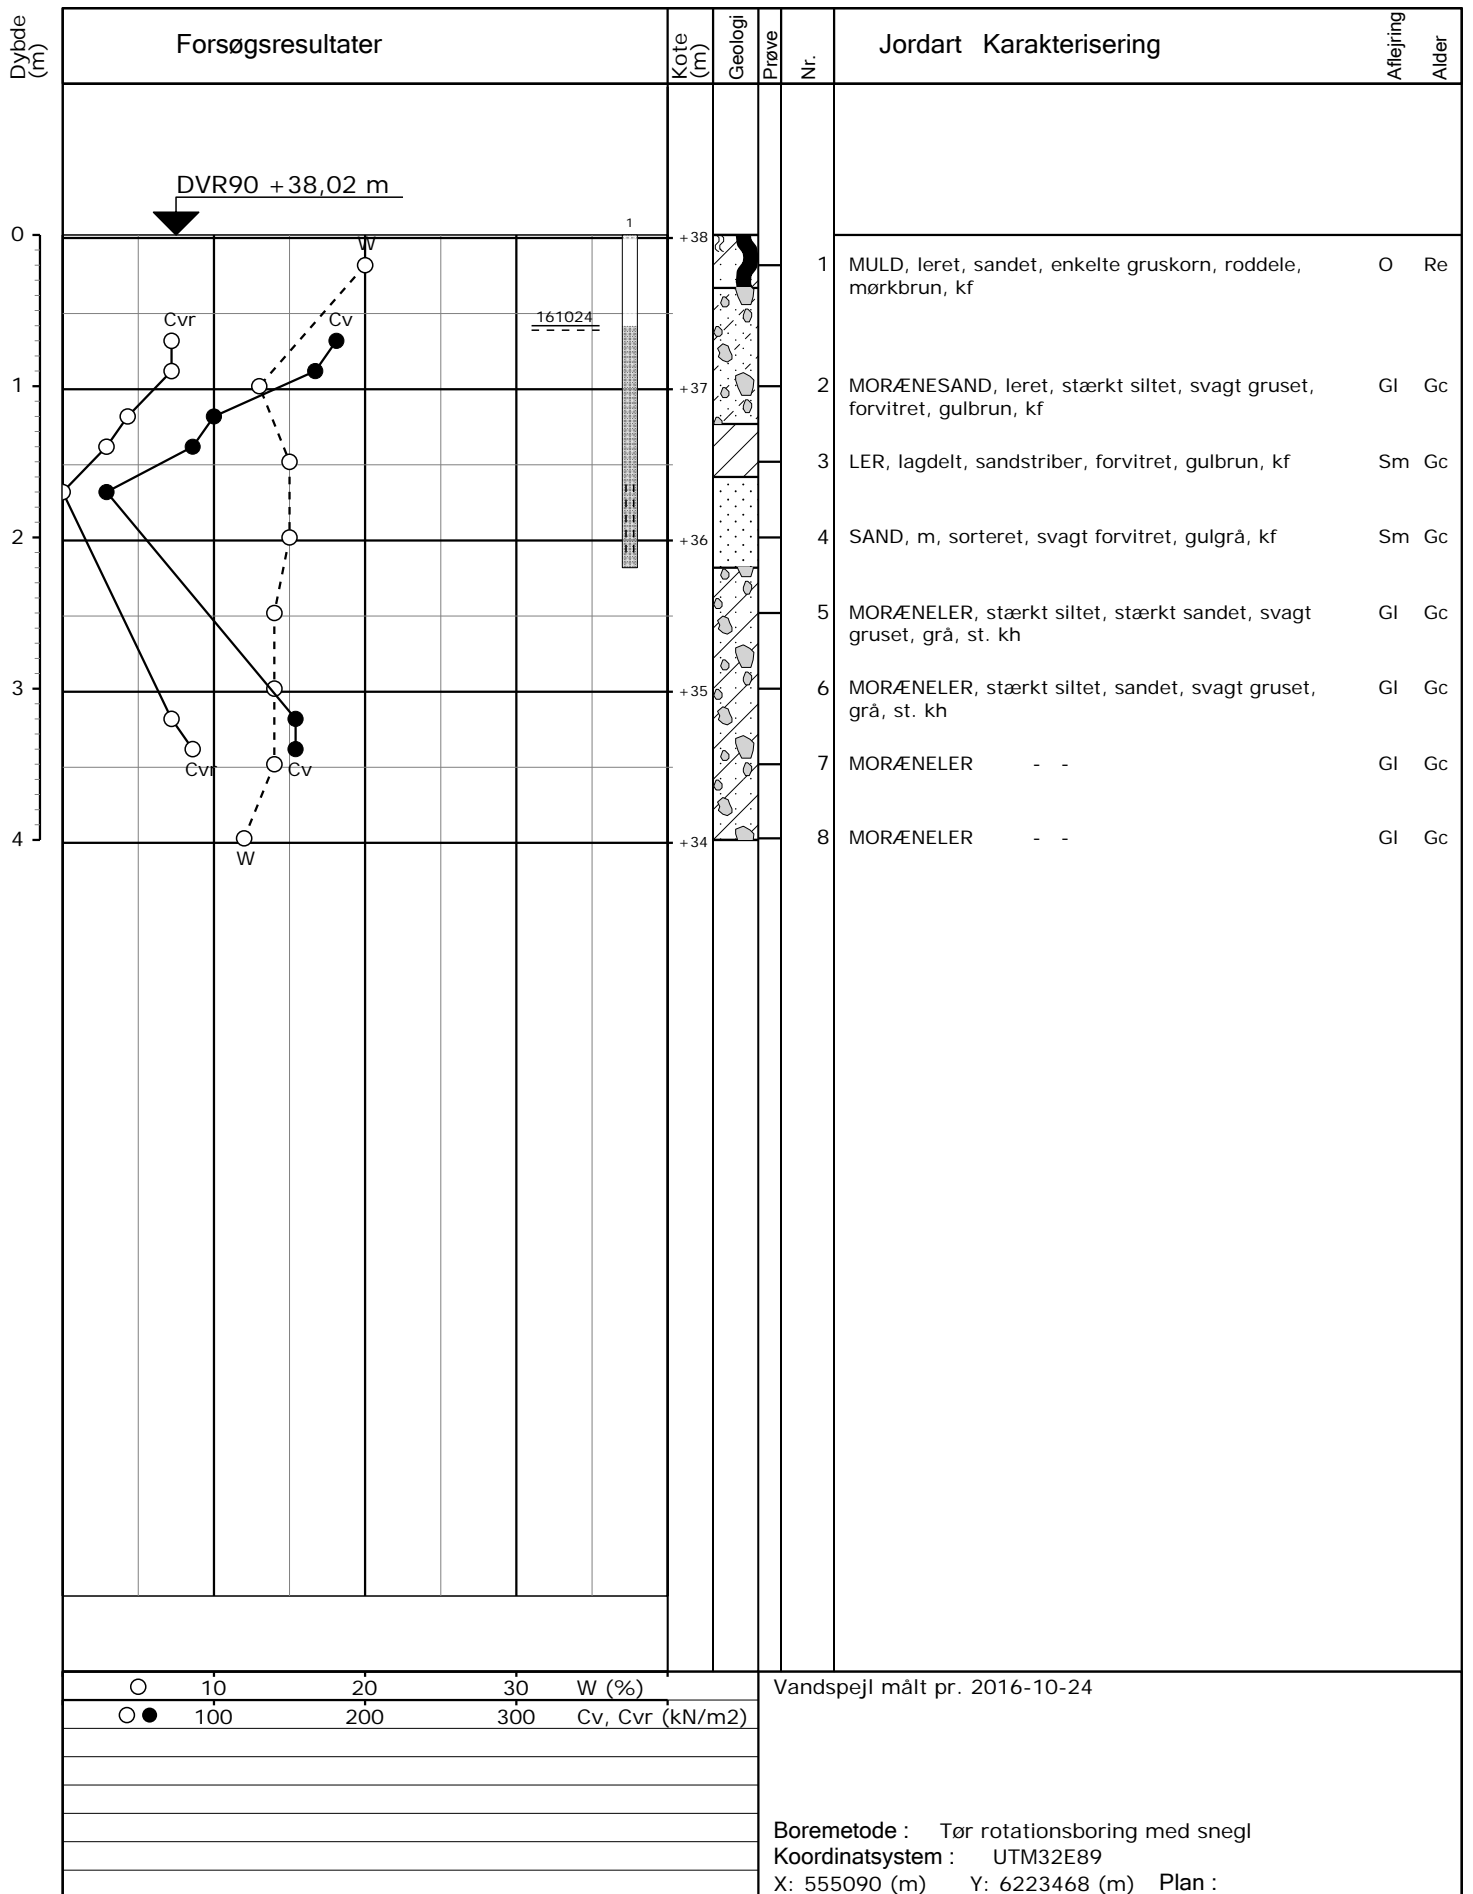 Dybde (m)
Forsøgsresultater
Kote (m)
Geologi
Prøve
Nr.
Jordart Karakterisering
Aflejring
Alder
DVR90 +38,02 m
1
0
W
+38
1 MULD, leret, sandet, enkelte gruskorn, roddele, O Re
mørkbrun, kf
Cvr
Cv
161024
1
+37
2 MORÆNESAND, leret, stærkt siltet, svagt gruset, Gl Gc
forvitret, gulbrun, kf
3 LER, lagdelt, sandstriber, forvitret, gulbrun, kf Sm Gc
2
+36
4 SAND, m, sorteret, svagt forvitret, gulgrå, kf Sm Gc
5 MORÆNELER, stærkt siltet, stærkt sandet, svagt Gl Gc
gruset, grå, st. kh
3
+35
6 MORÆNELER, stærkt siltet, sandet, svagt gruset, Gl Gc
grå, st. kh
Cvr
Cv
7 MORÆNELER - - Gl Gc
4
+34
8 MORÆNELER - - Gl Gc
W
10 20 30 W (%)
100 200 300 Cv, Cvr (kN/m2)
Vandspejl målt pr. 2016-10-24
Boremetode : Tør rotationsboring med snegl
Koordinatsystem : UTM32E89
X: 555090 (m) Y: 6223468 (m) Plan :